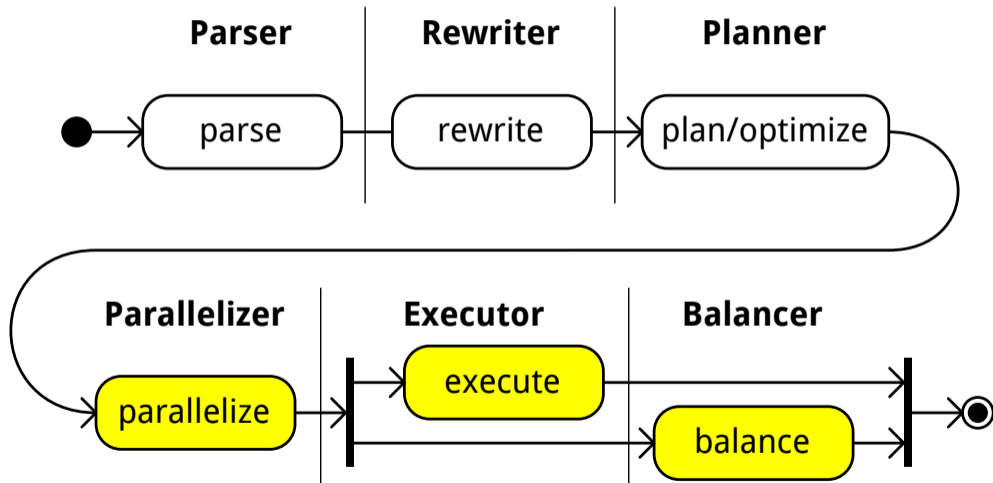 Parser
Rewriter
Planner
parse
rewrite
plan/optimize
Parallelizer
Executor
Balancer
execute
parallelize
balance